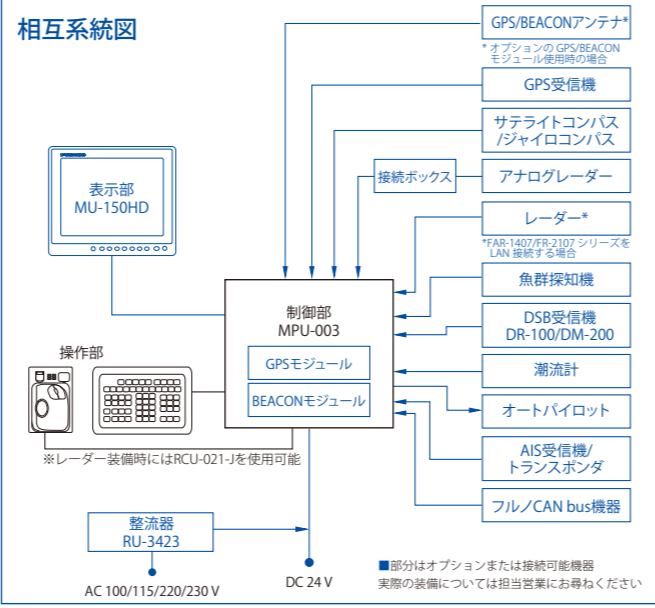 相互系統図
GPS/BEACONアンテナ*
* オプションの GPS/BEACON
モジュール使用時の場合
GPS受信機
サテライトコンパス
/ジャイロコンパス
接続ボックス
アナログレーダー
レーダー*
*FAR-1407/FR-2107 シリーズを
LAN 接続する場合
魚群探知機
DSB受信機
DR-100/DM-200
潮流計
オートパイロット
AIS受信機/
トランスポンダ
フルノCAN bus機器
FURUNO
表示部
MU-150HD
制御部
MPU-003
GPSモジュール
BEACONモジュール
操作部
※レーダー装備時にはRCU-021-Jを使用可能
整流器
RU-3423
AC 100/115/220/230 V
DC 24 V
■部分はオプションまたは接続可能機器
実際の装備については担当営業にお尋ねください